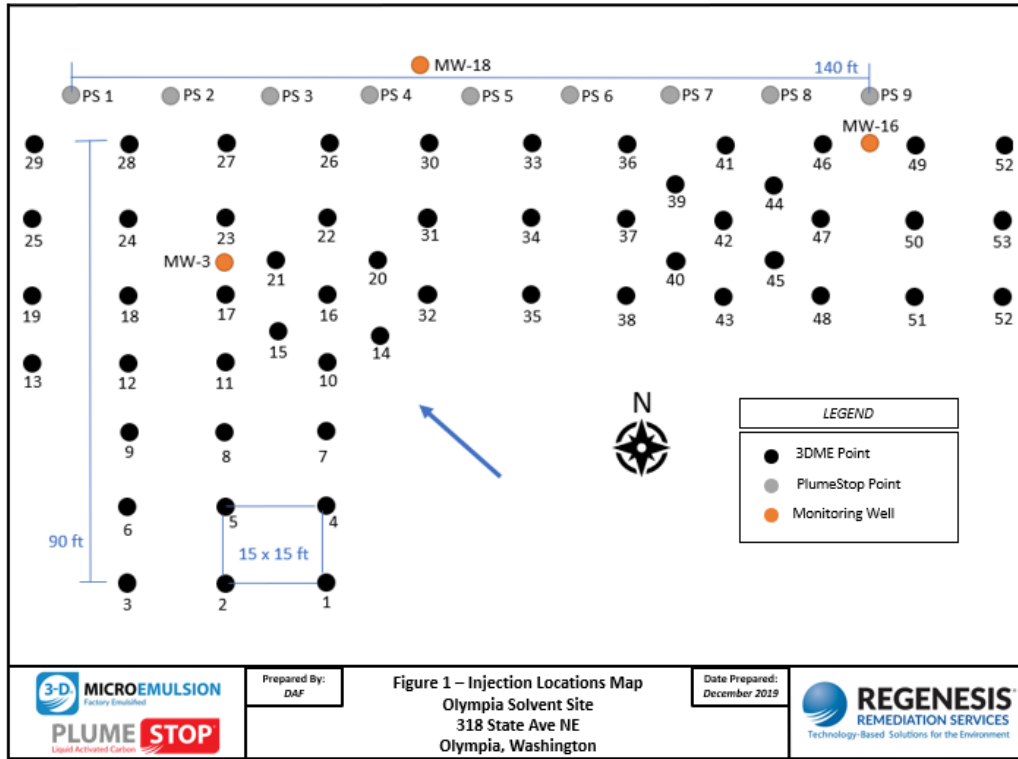 MW-18
140 ft
PS 1 PS 2 PS 3 PS 4 PS 5 PS 6 PS 7 PS 8 PS 9
MW-16
29 28 27 26 30 33 36 41 46 49 52
39 44
25 24 23 22 31 34 37 42 47 50 53
MW-3
21 20 40 45
19 18 17 16 32 35 38 43 48 51 52
15 14
13 12 11 10
N
9 8 7
6 5 4
90 ft
15 x 15 ft
3 2 1
LEGEND
3DME Point
PlumeStop Point
Monitoring Well
3-D MICROEMULSION
Factory Emulsified
PLUME STOP®
Liquid Activated Carbon
Prepared By:
DAF
Figure 1 – Injection Locations Map
Olympia Solvent Site
318 State Ave NE
Olympia, Washington
Date Prepared:
December 2019
REGENESIS®
REMEDIATION SERVICES
Technology-Based Solutions for the Environment